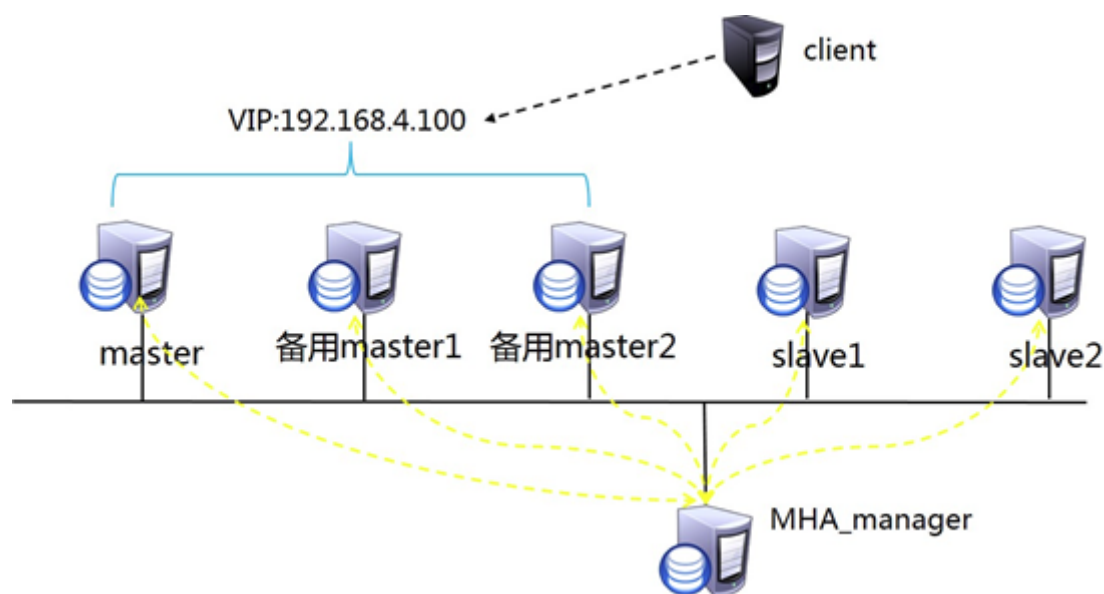 client
VIP:192.168.4.100
master
备用master1
备用master2
slave1
slave2
MHA_manager